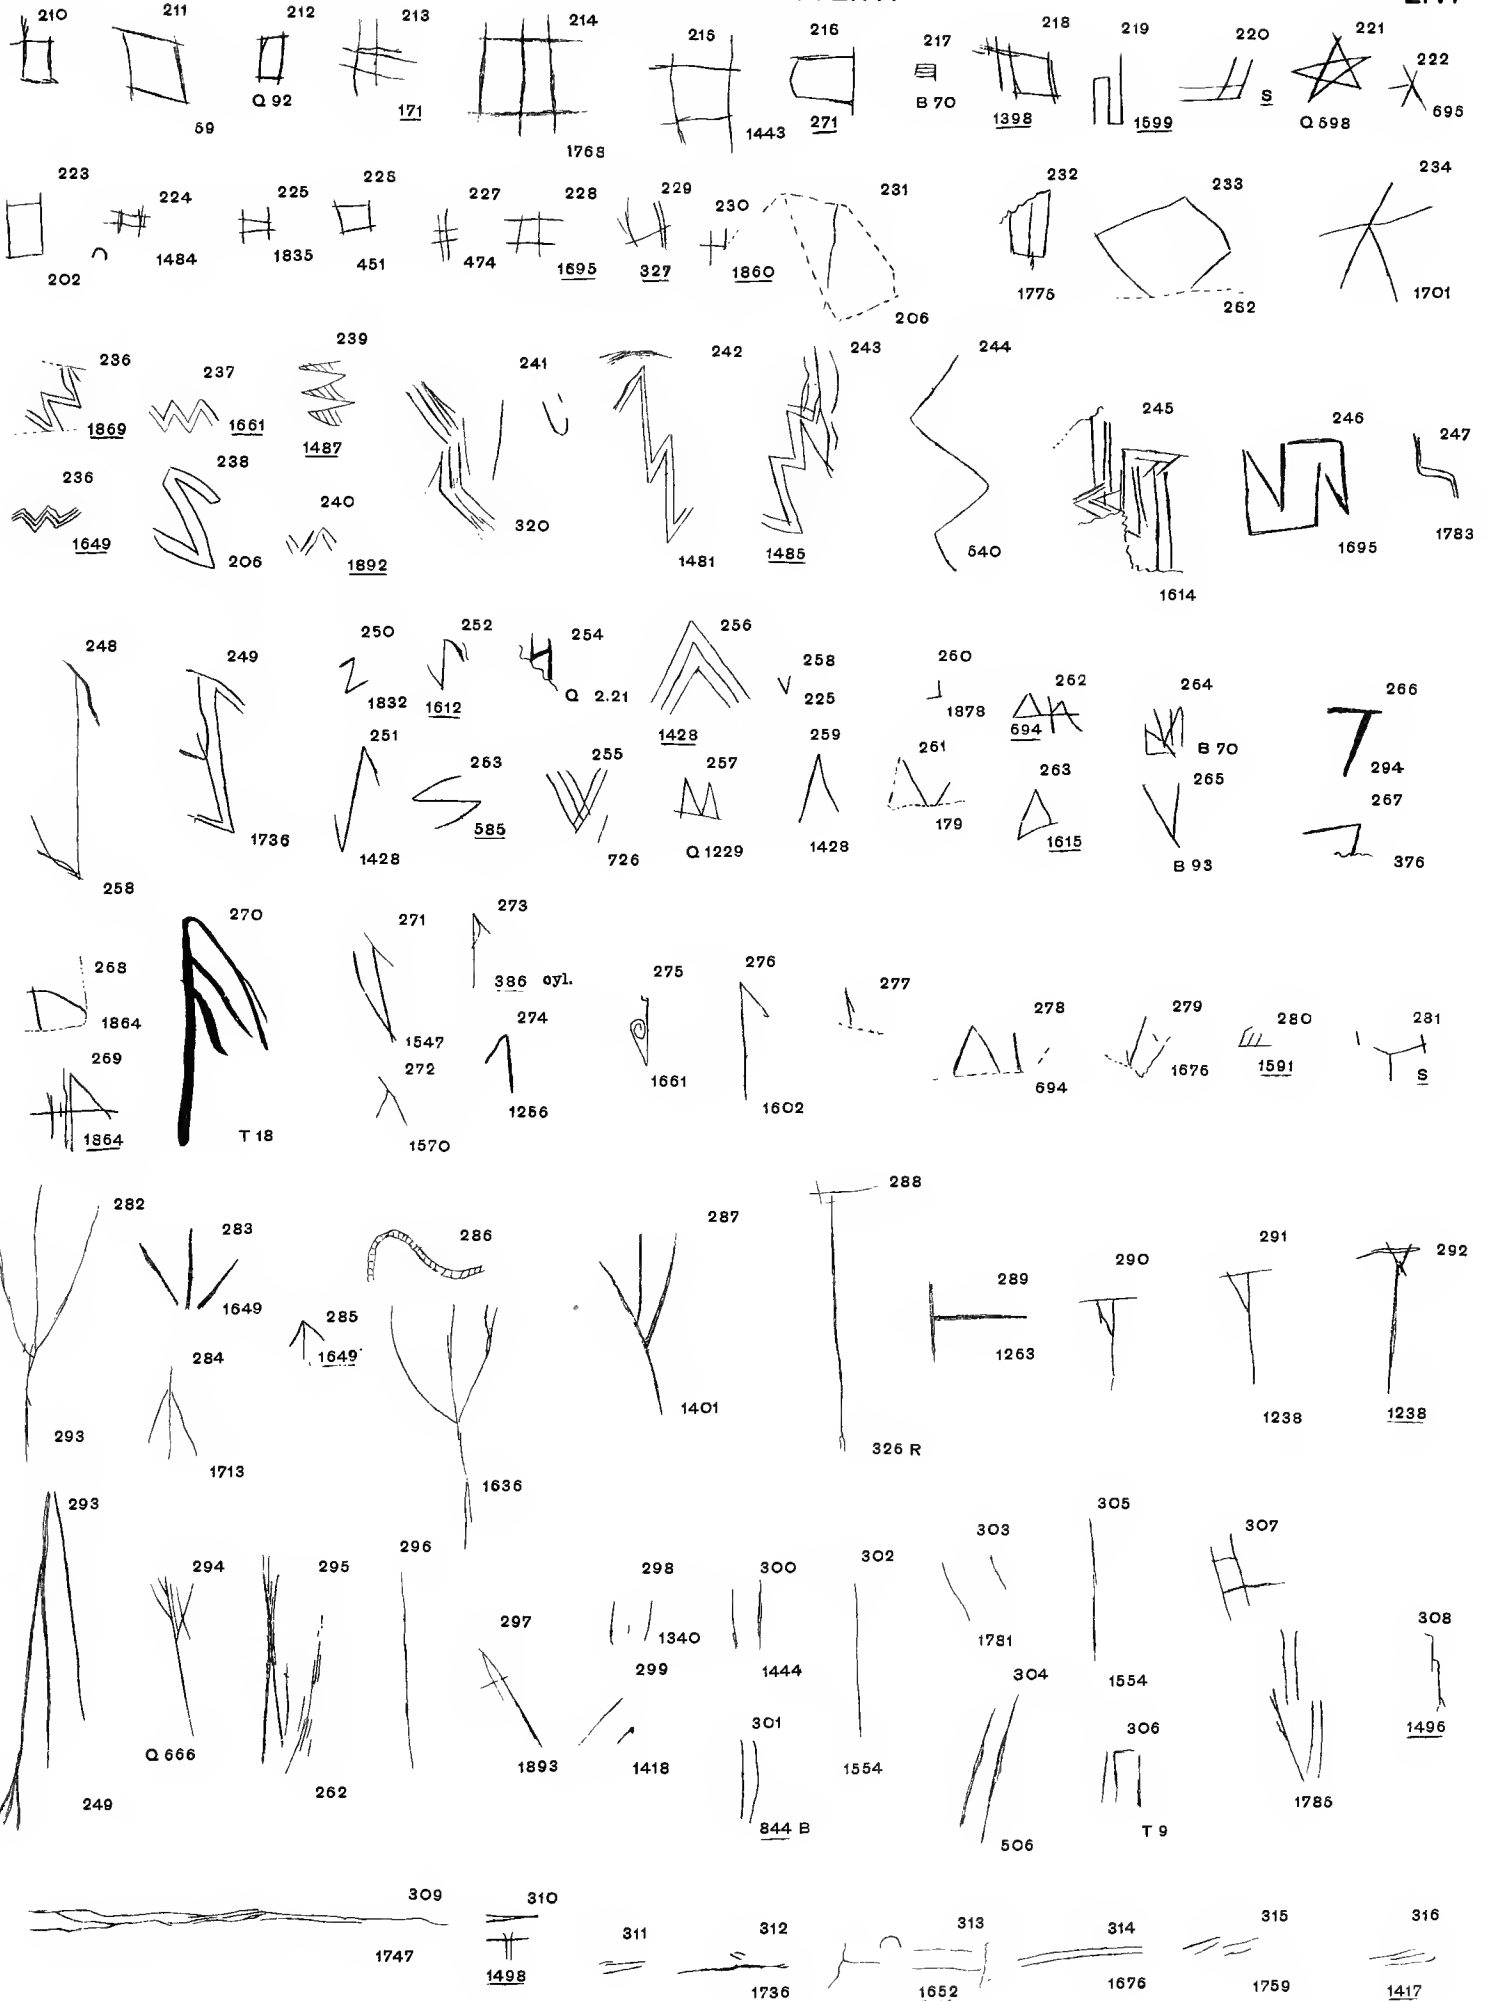 210 211 212 213 214 215 216 217 218 219 220 221 222
59 Q 92 171 1768 1443 271 B 70 1398 1599 S Q 598 695
223 224 225 226 227 228 229 230 231 232 233 234
202 1484 1835 451 474 1695 327 1860 206 1775 262 1701
236 237 239 241 242 243 244 245 246 247
1869 1661 1487
236 238 240
1649 206 1892 320 1481 1485 540 1614 1695 1783
248 249 250 252 254 256 258 260 262 264 266
1832 1612 Q 2.21 1428 225 1878 694 B 70 294
251 263 255 257 259 261 263 265 267
258 1736 1428 585 726 Q 1229 1428 179 1615 B 93 376
268 270 271 273 275 276 277 278 279 280 281
1864 1547 386 cyl. 1661 1602 694 1676 1591 S
269 272 274
1864 T 18 1570 1256
282 283 286 287 288 290 291 292
1649 285 289
284 1649 1263
293 1713 1636 1401 326 R 1238 1238
293 294 295 296 297 298 300 302 303 305 307 308
1340 1444 1781 1554
299 301 304 306
249 Q 666 262 1893 1418 844 B 1554 506 T 9 1785 1496
309 310 311 312 313 314 315 316
1747 1498 1736 1652 1676 1759 1417